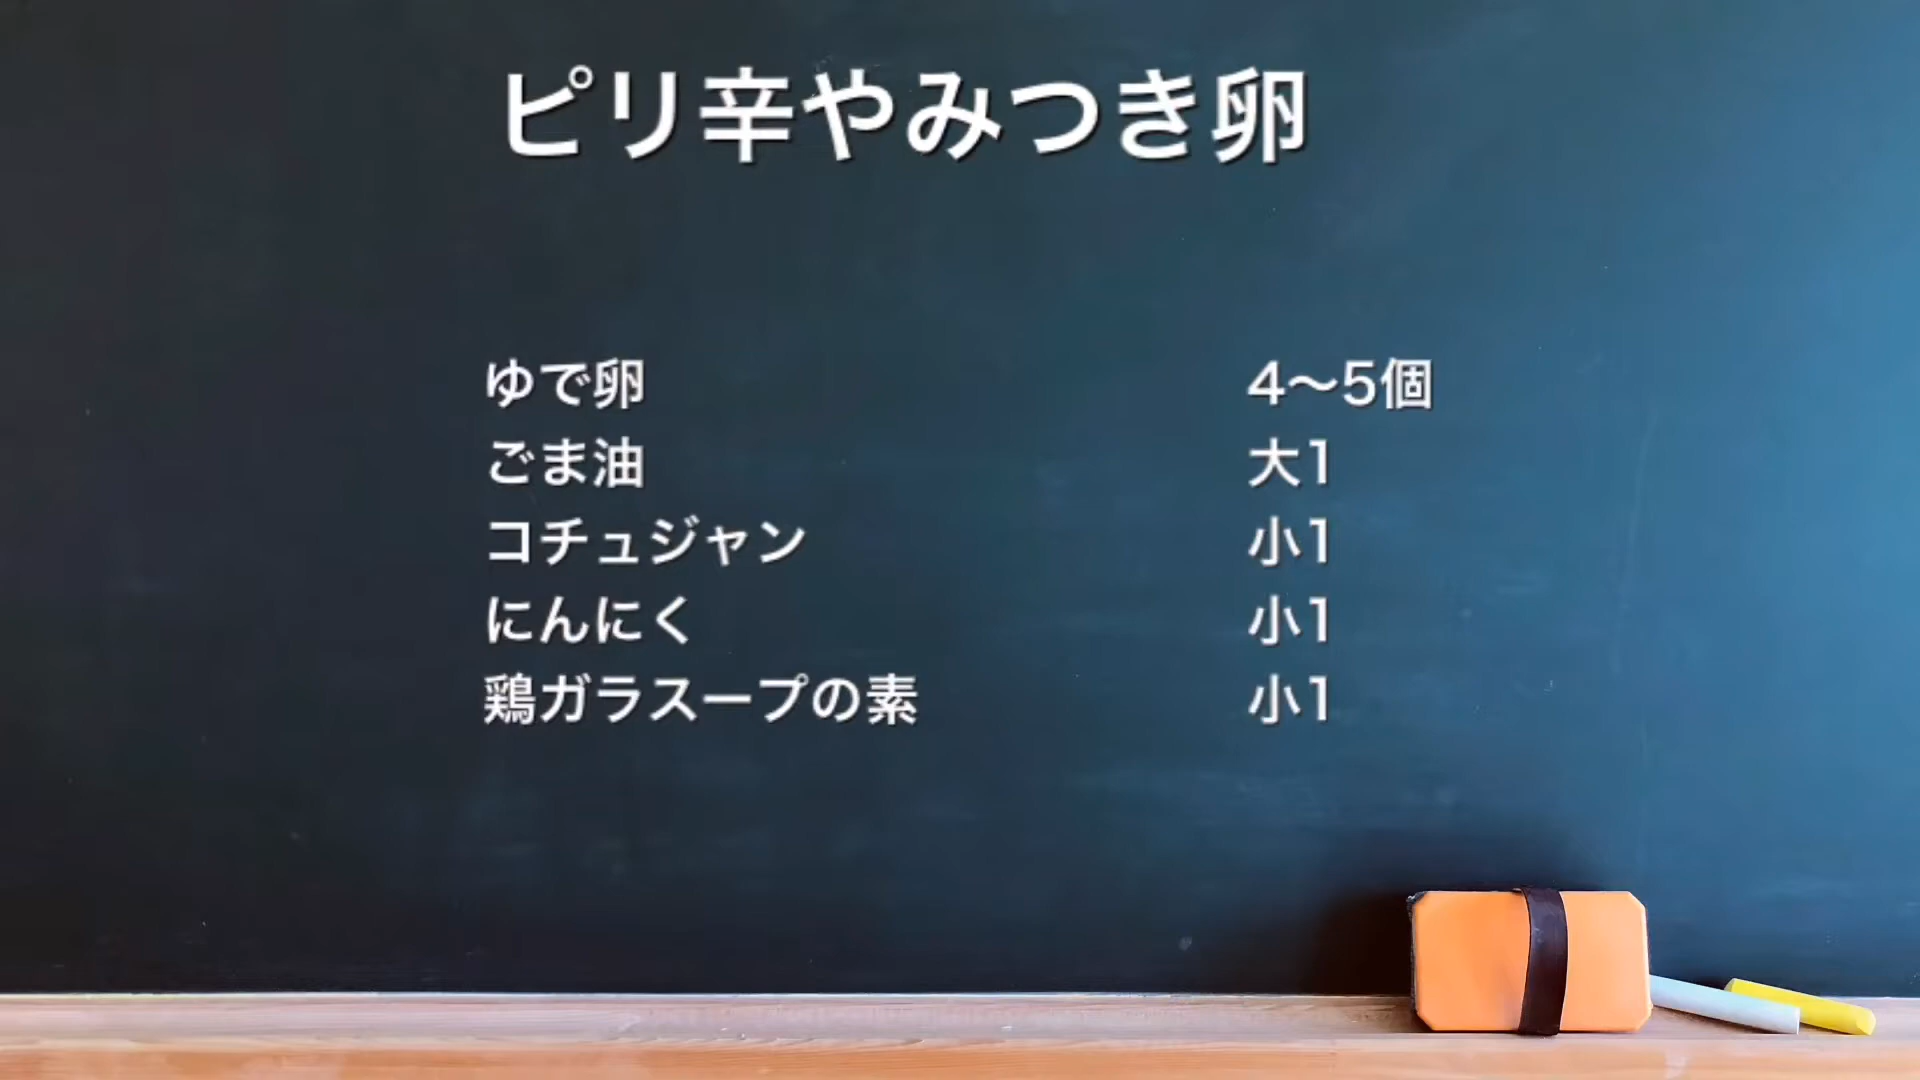 ピリ辛やみつき卵
ゆで卵 4〜5個
ごま油 大1
コチュジャン 小1
にんにく 小1
鶏ガラスープの素 小1